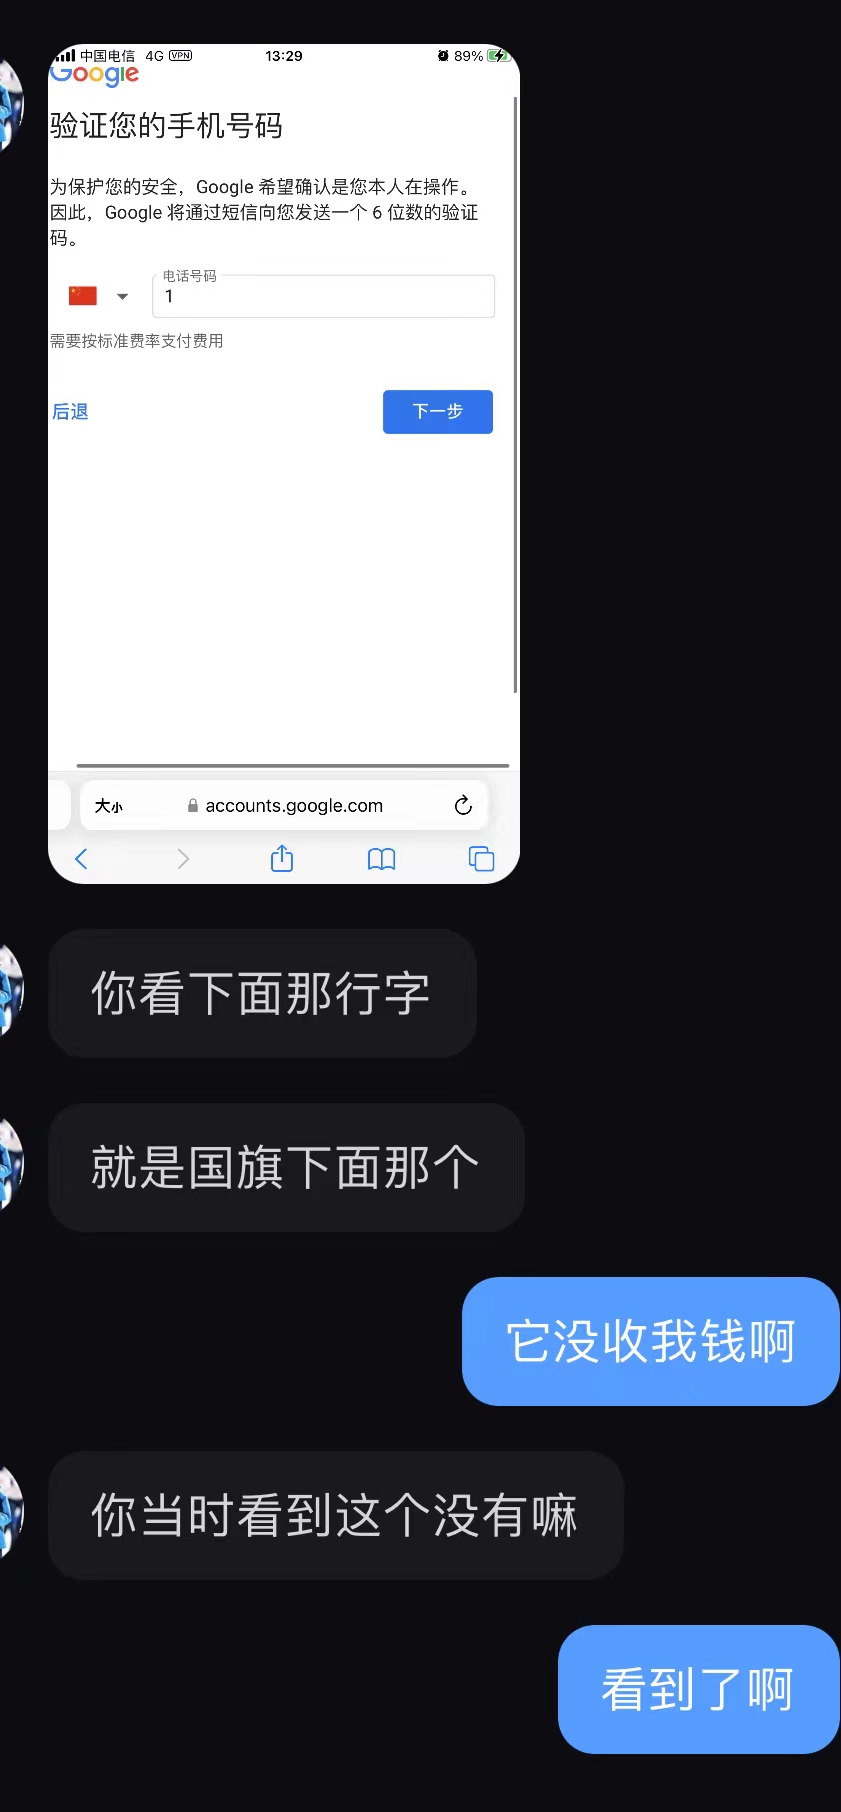 中国电信 4G VPN 13:29 89%
Google
验证您的手机号码
为保护您的安全，Google 希望确认是您本人在操作。
因此，Google 将通过短信向您发送一个 6 位数的验证
码。
电话号码
1
需要按标准费率支付费用
后退 下一步
大小 accounts.google.com
你看下面那行字
就是国旗下面那个
它没收我钱啊
你当时看到这个没有嘛
看到了啊